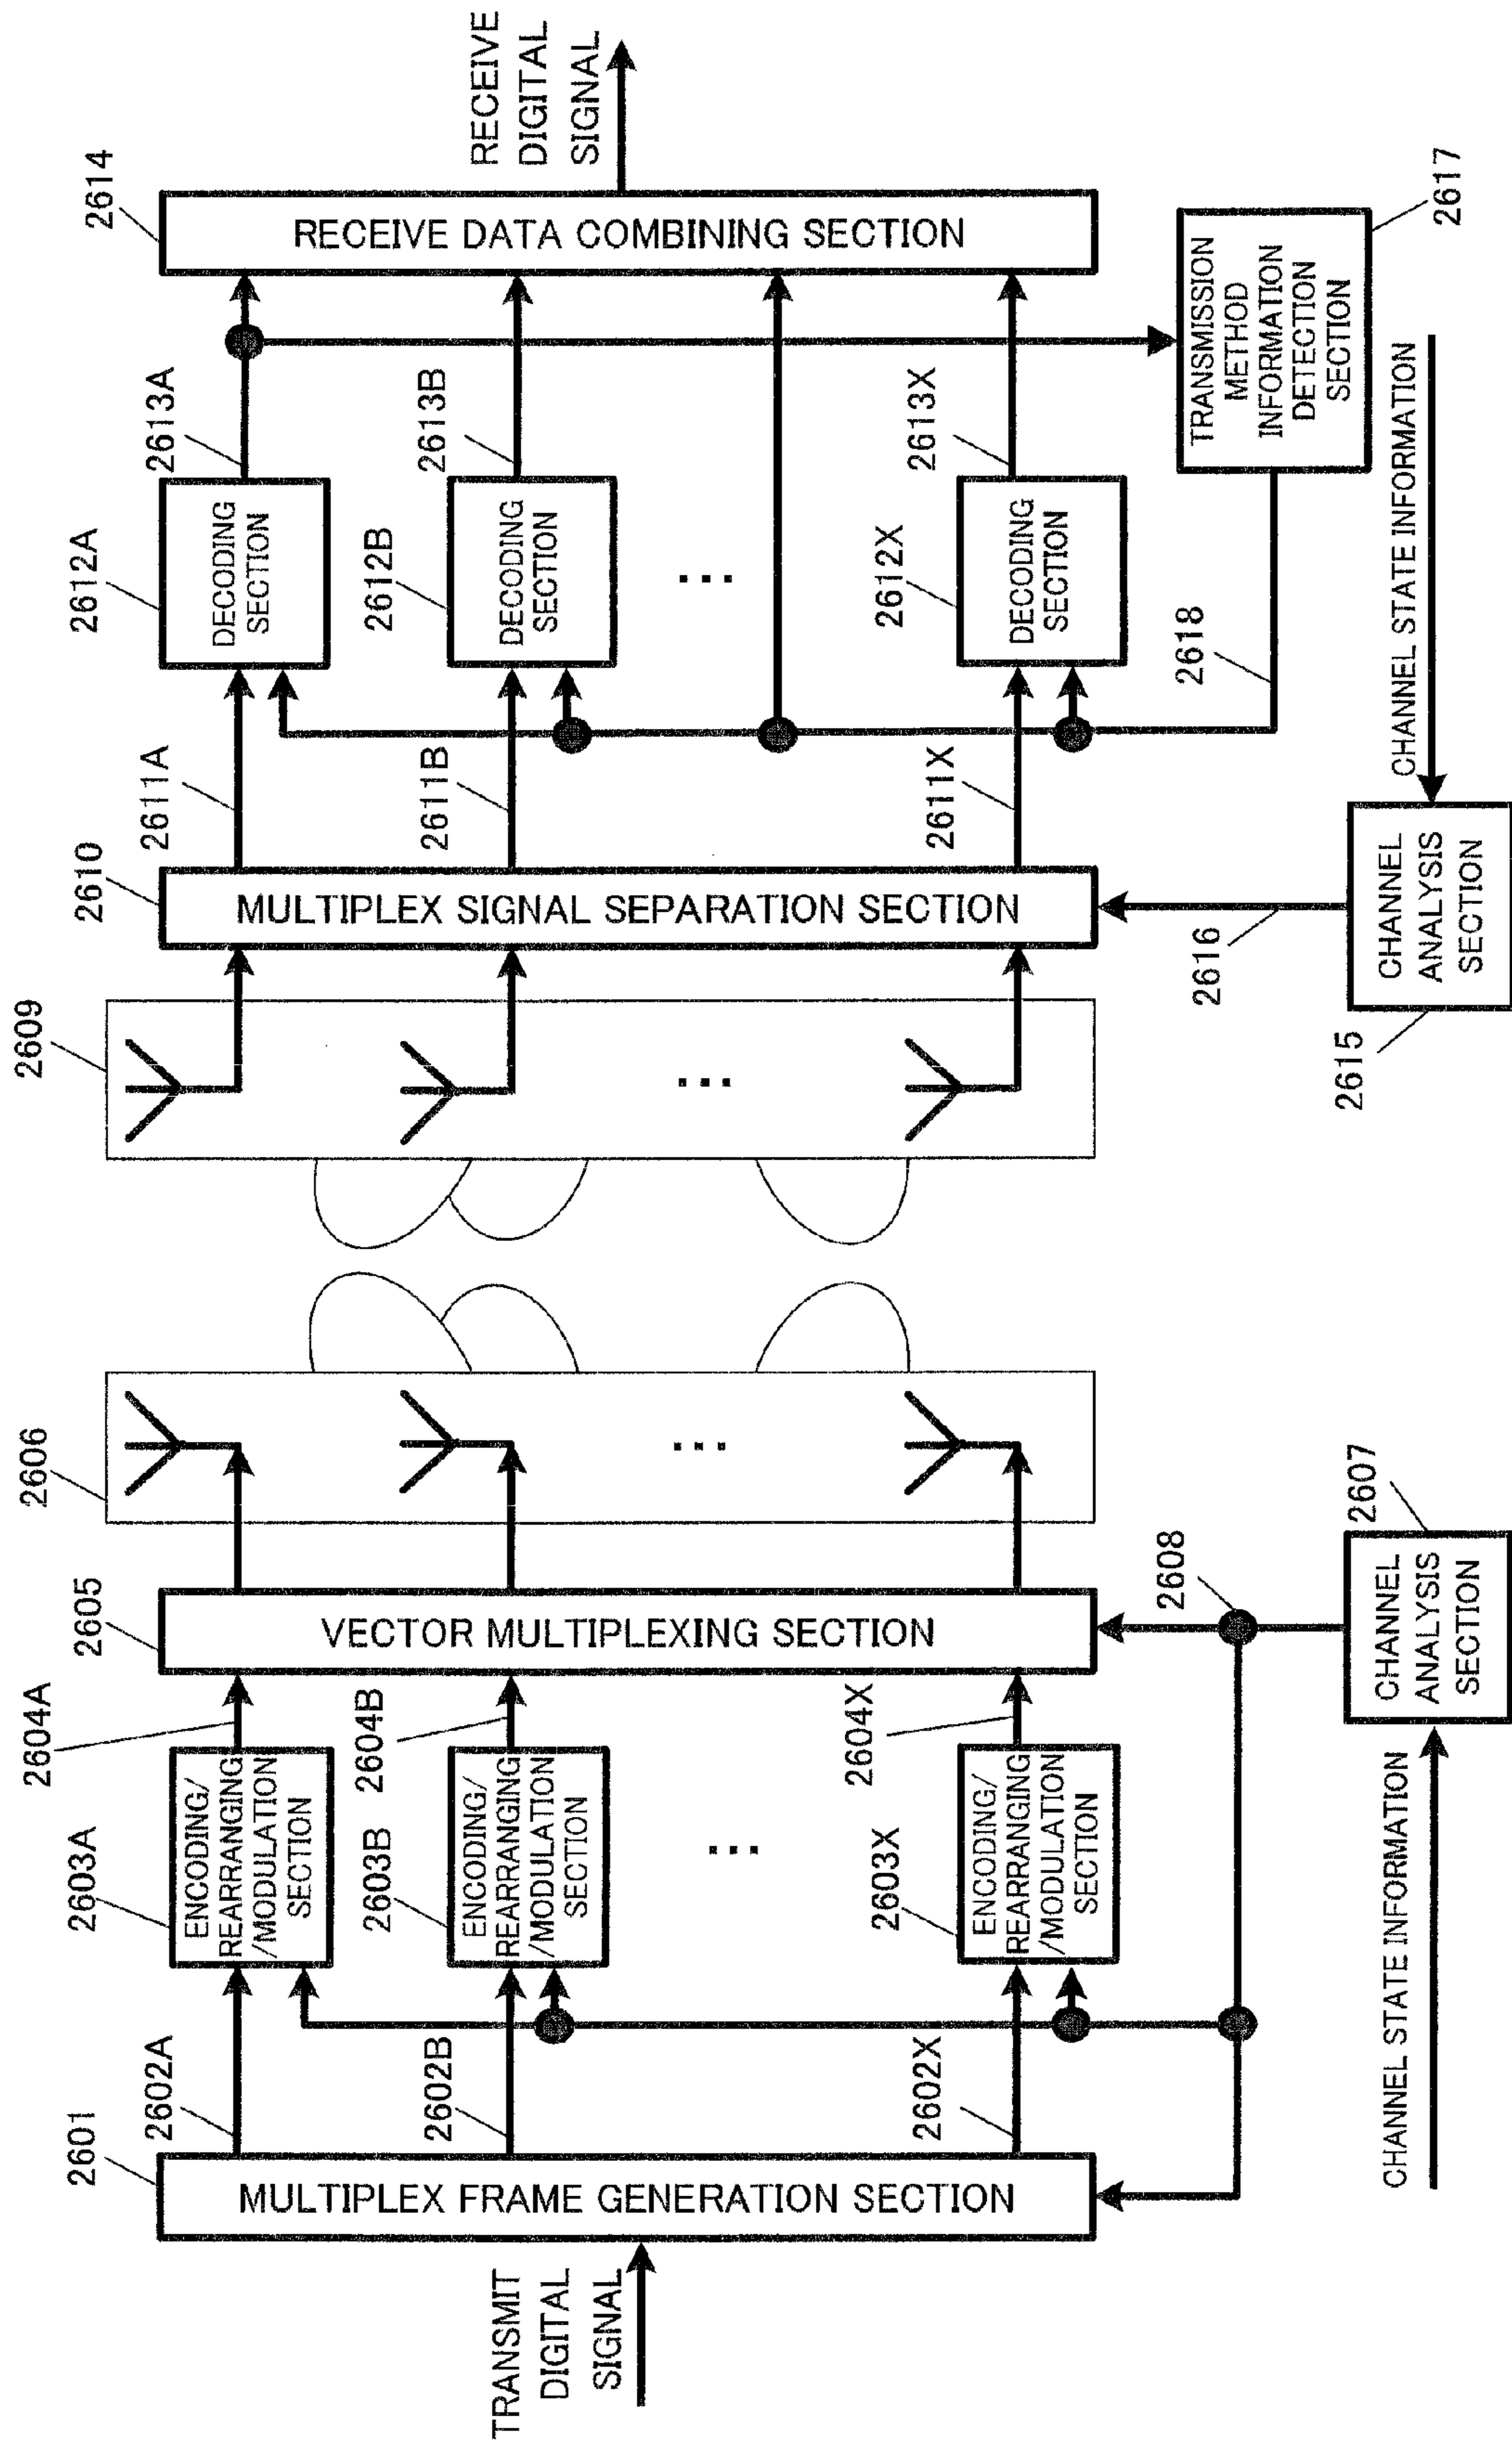 TRANSMIT
DIGITAL
SIGNAL
2601
MULTIPLEX FRAME GENERATION SECTION
2602A
2602B
2602X
2603A
ENCODING/
REARRANGING
/MODULATION
SECTION
2603B
ENCODING/
REARRANGING
/MODULATION
SECTION
...
2603X
ENCODING/
REARRANGING
/MODULATION
SECTION
2604A
2604B
2604X
2605
VECTOR MULTIPLEXING SECTION
2606
...
2608
2607
CHANNEL
ANALYSIS
SECTION
CHANNEL STATE INFORMATION
2609
...
2610
MULTIPLEX SIGNAL SEPARATION SECTION
2611A
2611B
2611X
2612A
DECODING
SECTION
2612B
DECODING
SECTION
...
2612X
DECODING
SECTION
2613A
2613B
2613X
2614
RECEIVE DATA COMBINING SECTION
RECEIVE
DIGITAL
SIGNAL
2615
CHANNEL
ANALYSIS
SECTION
2616
CHANNEL STATE INFORMATION
2618
TRANSMISSION
METHOD
INFORMATION
DETECTION
SECTION
2617